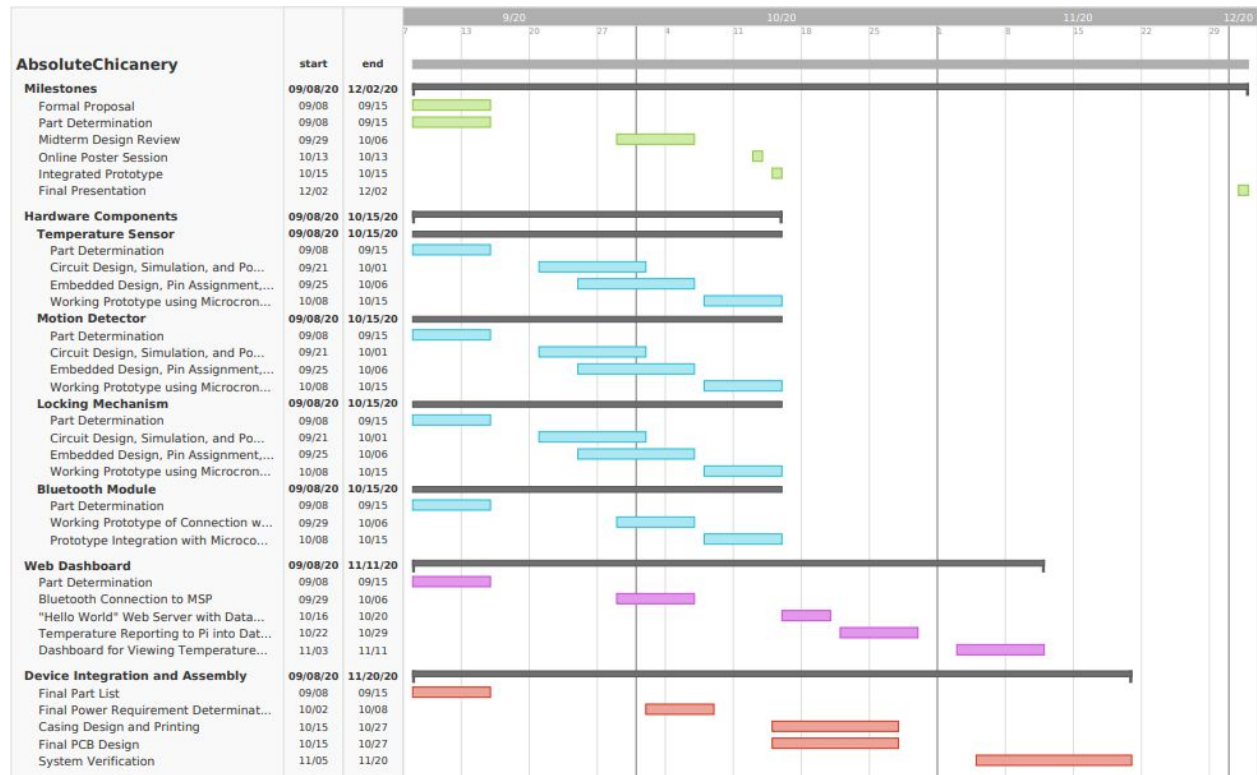 9/20 10/20 11/20 12/20
7 13 20 27 4 11 18 25 1 8 15 22 29
AbsoluteChicanery start end
Milestones 09/08/20 12/02/20
Formal Proposal 09/08 09/15
Part Determination 09/08 09/15
Midterm Design Review 09/29 10/06
Online Poster Session 10/13 10/13
Integrated Prototype 10/15 10/15
Final Presentation 12/02 12/02
Hardware Components 09/08/20 10/15/20
Temperature Sensor 09/08/20 10/15/20
Part Determination 09/08 09/15
Circuit Design, Simulation, and Po... 09/21 10/01
Embedded Design, Pin Assignment,... 09/25 10/06
Working Prototype using Microcron... 10/08 10/15
Motion Detector 09/08/20 10/15/20
Part Determination 09/08 09/15
Circuit Design, Simulation, and Po... 09/21 10/01
Embedded Design, Pin Assignment,... 09/25 10/06
Working Prototype using Microcron... 10/08 10/15
Locking Mechanism 09/08/20 10/15/20
Part Determination 09/08 09/15
Circuit Design, Simulation, and Po... 09/21 10/01
Embedded Design, Pin Assignment,... 09/25 10/06
Working Prototype using Microcron... 10/08 10/15
Bluetooth Module 09/08/20 10/15/20
Part Determination 09/08 09/15
Working Prototype of Connection w... 09/29 10/06
Prototype Integration with Microco... 10/08 10/15
Web Dashboard 09/08/20 11/11/20
Part Determination 09/08 09/15
Bluetooth Connection to MSP 09/29 10/06
"Hello World" Web Server with Data... 10/16 10/20
Temperature Reporting to Pi into Dat... 10/22 10/29
Dashboard for Viewing Temperature... 11/03 11/11
Device Integration and Assembly 09/08/20 11/20/20
Final Part List 09/08 09/15
Final Power Requirement Determinat... 10/02 10/08
Casing Design and Printing 10/15 10/27
Final PCB Design 10/15 10/27
System Verification 11/05 11/20